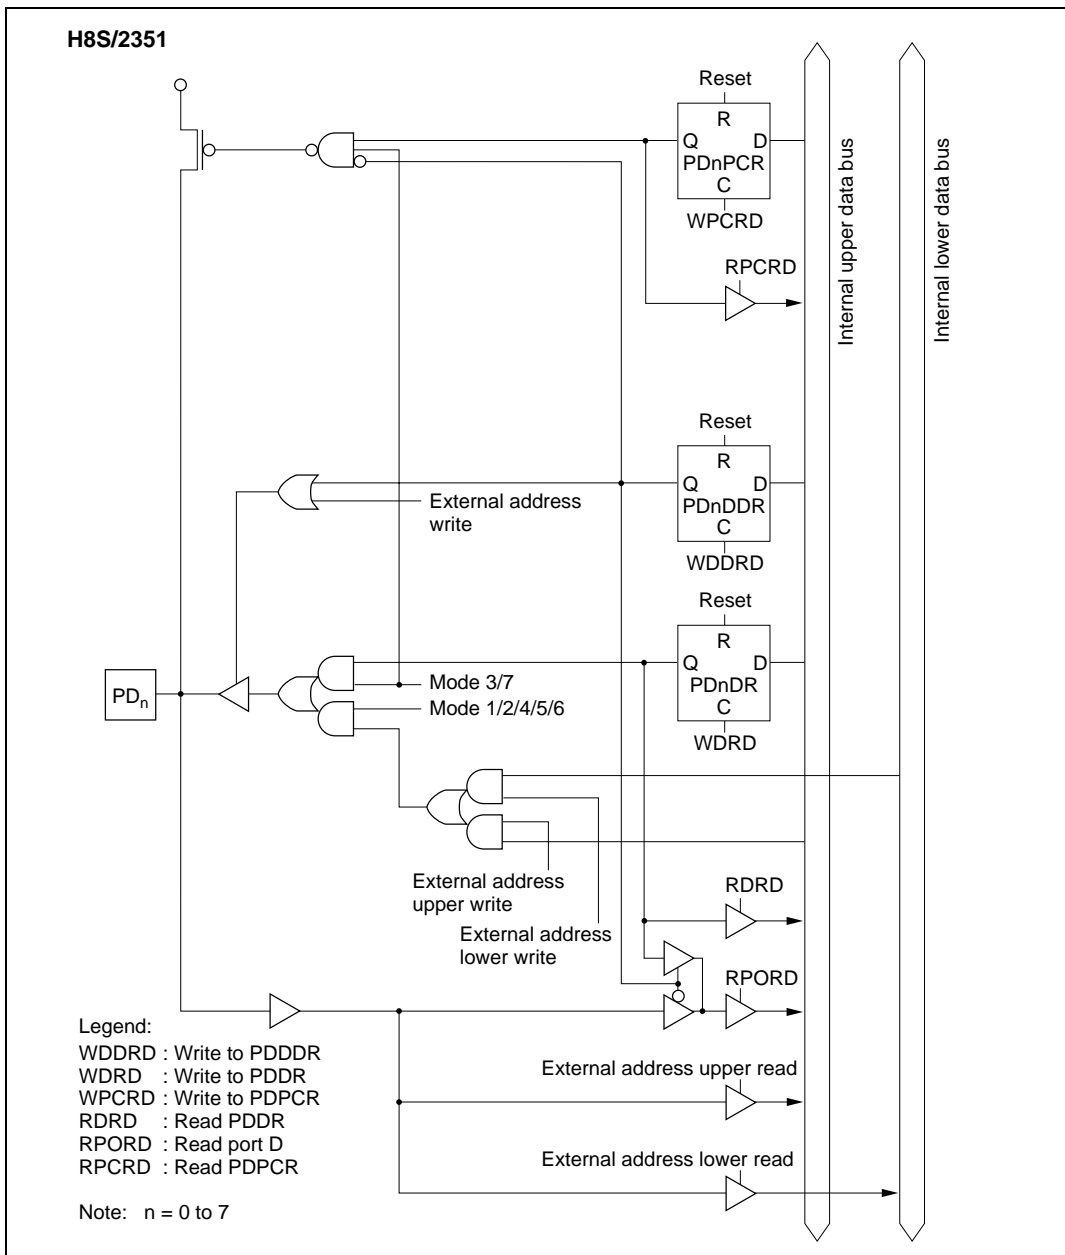 H8S/2351
Reset
R
Q D
PDnPCR
C
WPCRD
RPCRD
Internal upper data bus
Internal lower data bus
Reset
R
Q D
PDnDDR
C
WDDRD
External address
write
Reset
R
Q D
PDnDR
C
WDRD
PDn
Mode 3/7
Mode 1/2/4/5/6
External address
upper write
External address
lower write
RDRD
RPORD
External address upper read
External address lower read
Legend:
WDDRD : Write to PDDDR
WDRD : Write to PDDR
WPCRD : Write to PDPCR
RDRD : Read PDDR
RPORD : Read port D
RPCRD : Read PDPCR
Note: n = 0 to 7